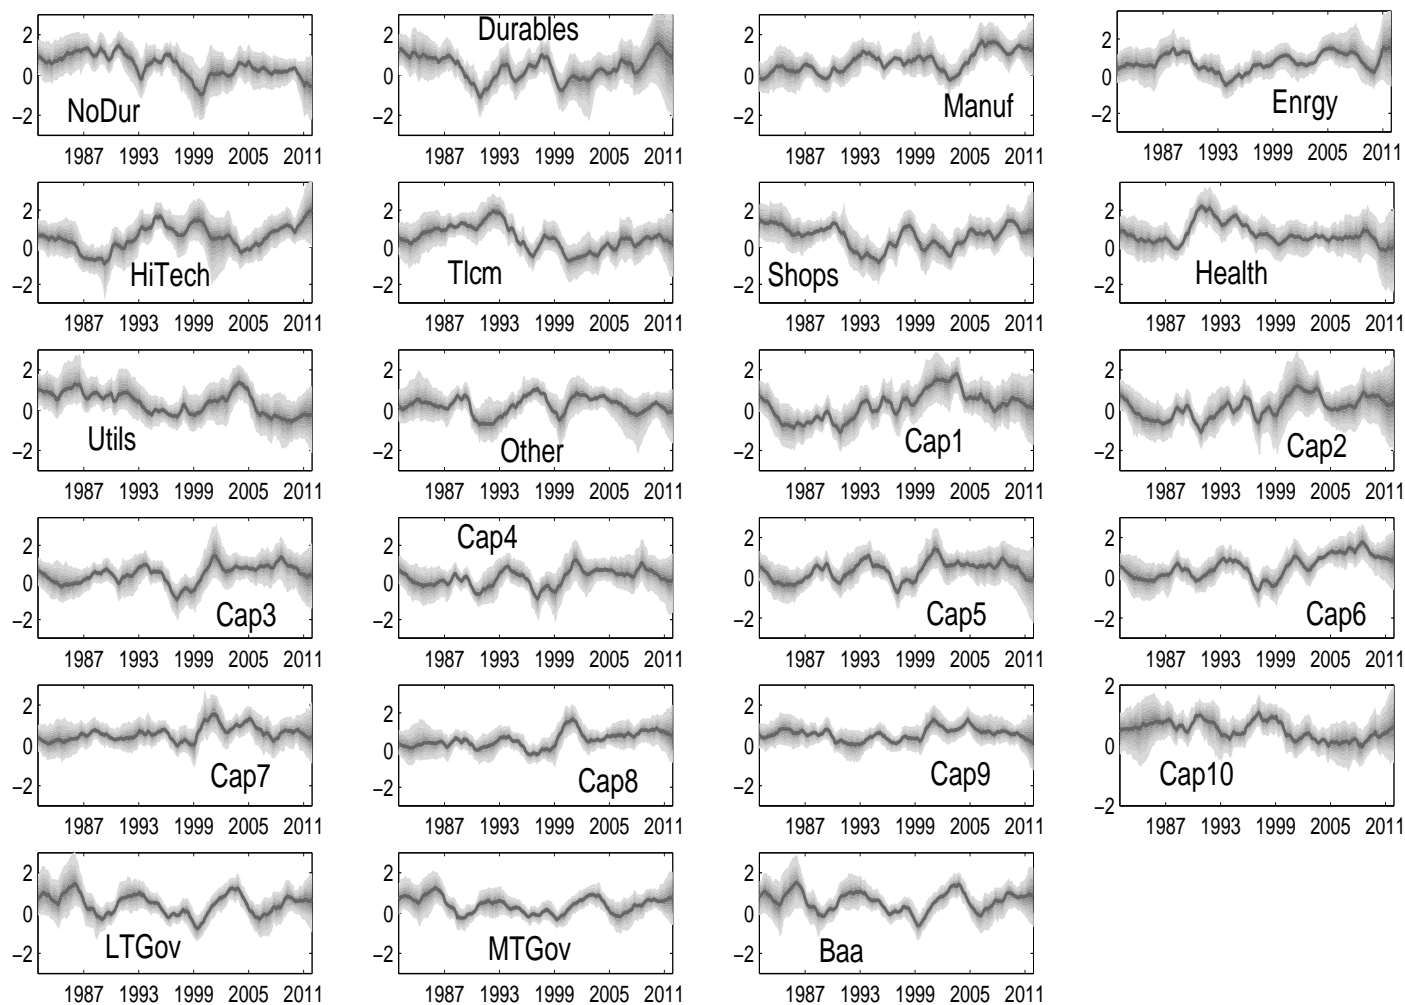 2
0
−2
NoDur
1987 1993 1999 2005 2011
2
0
−2
Durables
1987 1993 1999 2005 2011
2
0
−2
Manuf
1987 1993 1999 2005 2011
2
0
−2
Enrgy
1987 1993 1999 2005 2011
2
0
−2
HiTech
1987 1993 1999 2005 2011
2
0
−2
Tlcm
1987 1993 1999 2005 2011
2
0
−2
Shops
1987 1993 1999 2005 2011
2
0
−2
Health
1987 1993 1999 2005 2011
2
0
−2
Utils
1987 1993 1999 2005 2011
2
0
−2
Other
1987 1993 1999 2005 2011
2
0
−2
Cap1
1987 1993 1999 2005 2011
2
0
−2
Cap2
1987 1993 1999 2005 2011
2
0
−2
Cap3
1987 1993 1999 2005 2011
2
0
−2
Cap4
1987 1993 1999 2005 2011
2
0
−2
Cap5
1987 1993 1999 2005 2011
2
0
−2
Cap6
1987 1993 1999 2005 2011
2
0
−2
Cap7
1987 1993 1999 2005 2011
2
0
−2
Cap8
1987 1993 1999 2005 2011
2
0
−2
Cap9
1987 1993 1999 2005 2011
2
0
−2
Cap10
1987 1993 1999 2005 2011
2
0
−2
LTGov
1987 1993 1999 2005 2011
2
0
−2
MTGov
1987 1993 1999 2005 2011
2
0
−2
Baa
1987 1993 1999 2005 2011